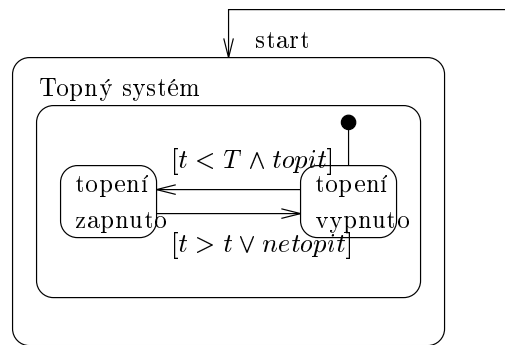 start
Topný systém
[t < T ∧ topit]
topení
zapnuto
topení
vypnuto
[t > t ∨ netopit]